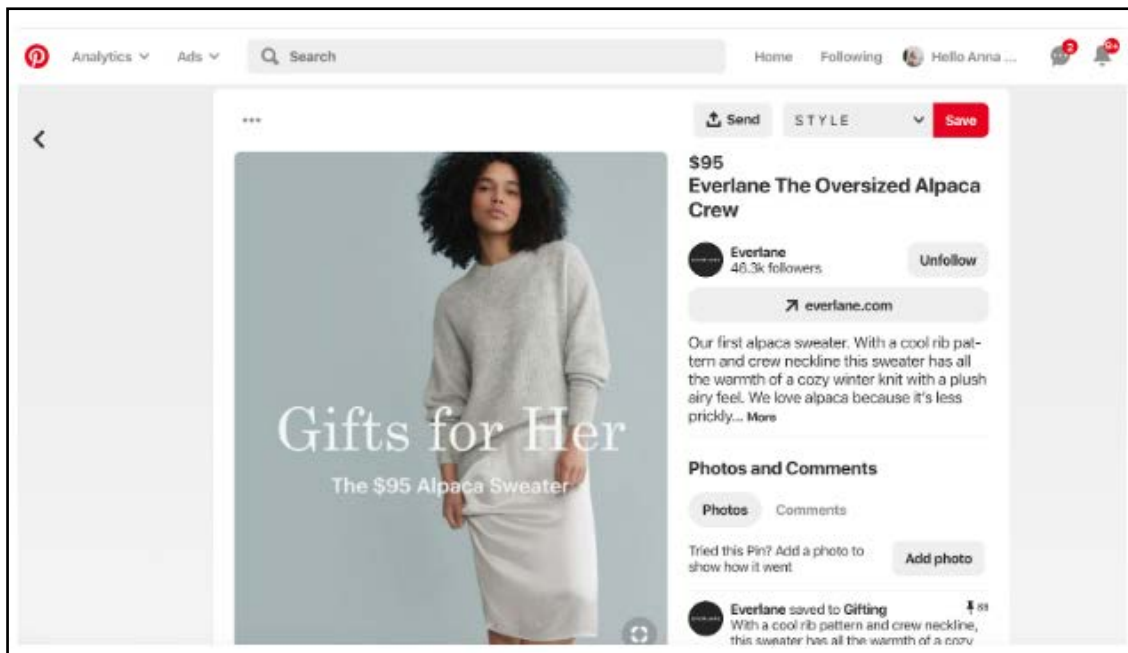 Analytics Ads Search Home Following Hello Anna ... 2 9+
... Send STYLE Save
$95
Everlane The Oversized Alpaca
Crew
Everlane
46.3k followers
Unfollow
everlane.com
Our first alpaca sweater. With a cool rib pat-
tern and crew neckline this sweater has all
the warmth of a cozy winter knit with a plush
airy feel. We love alpaca because it's less
prickly... More
Gifts for Her
The $95 Alpaca Sweater
Photos and Comments
Photos Comments
Tried this Pin? Add a photo to
show how it went
Add photo
Everlane saved to Gifting
With a cool rib pattern and crew neckline,
this sweater has all the warmth of a cozy